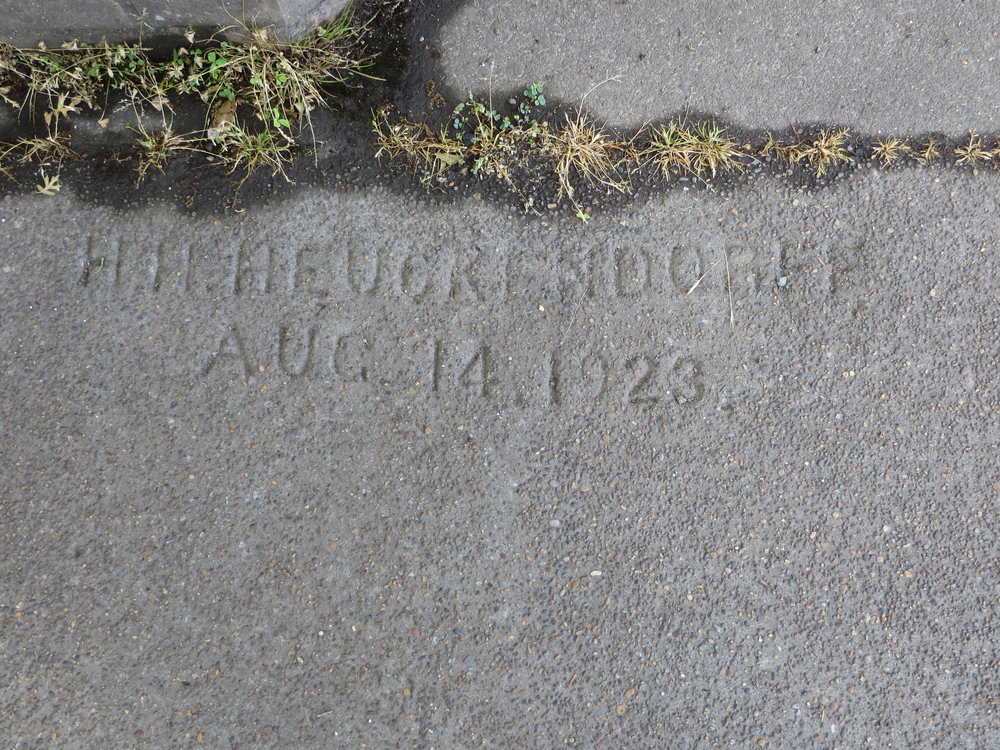 H.H.HEUCKENDORFF
AUG. 14. 1923.